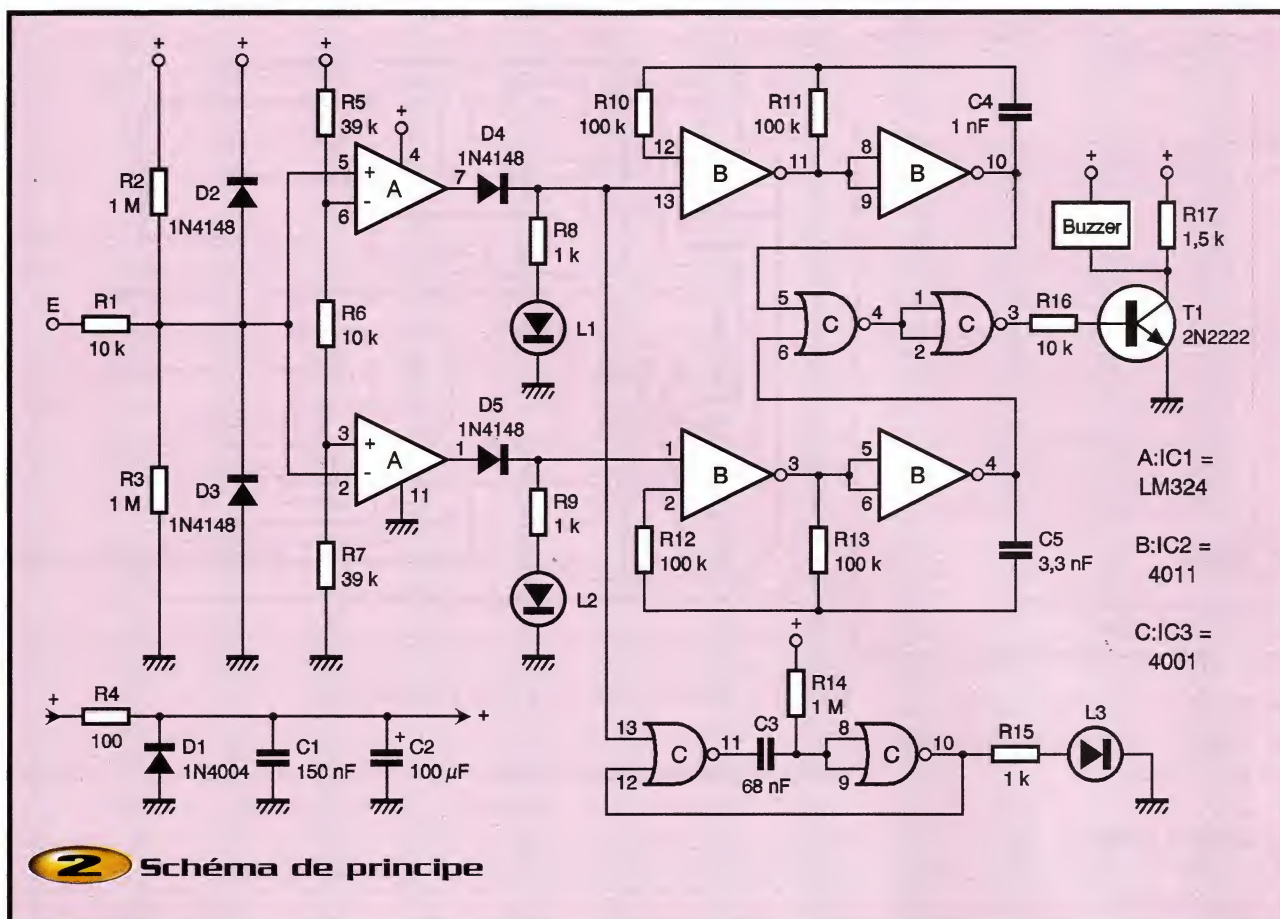 +
+
+
R2
1 M
D2
1N4148
R5
39 k
+
4
5
+
6
-
A
7
D4
1N4148
R8
1 k
L1
E
R1
10 k
R6
10 k
R3
1 M
D3
1N4148
3
+
2
-
A
1
11
D5
1N4148
R9
1 k
L2
R7
39 k
R10
100 k
12
13
B
11
R11
100 k
8
9
B
10
C4
1 nF
+
+
Buzzer
R17
1,5 k
5
6
C
4
1
2
C
3
R16
10 k
T1
2N2222
1
2
B
3
R12
100 k
R13
100 k
5
6
B
4
C5
3,3 nF
A:IC1 =
LM324
B:IC2 =
4011
C:IC3 =
4001
+
R14
1 M
13
12
C
11
C3
68 nF
8
9
C
10
R15
1 k
L3
+
R4
100
D1
1N4004
C1
150 nF
+
C2
100 µF
+
2 Schéma de principe